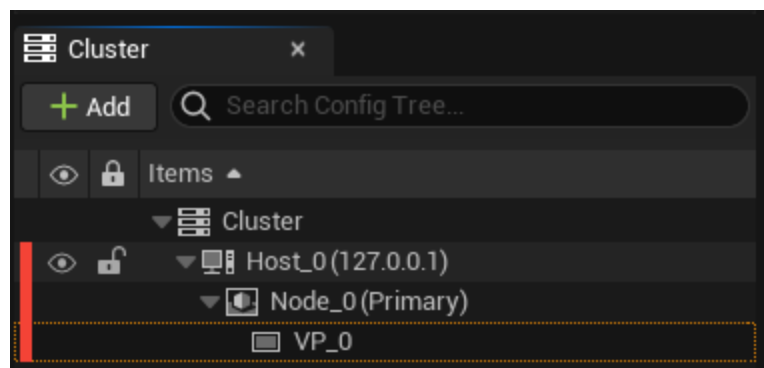 Cluster
Add
Search Config Tree...
Items
Cluster
Host_0 (127.0.0.1)
Node_0 (Primary)
VP_0